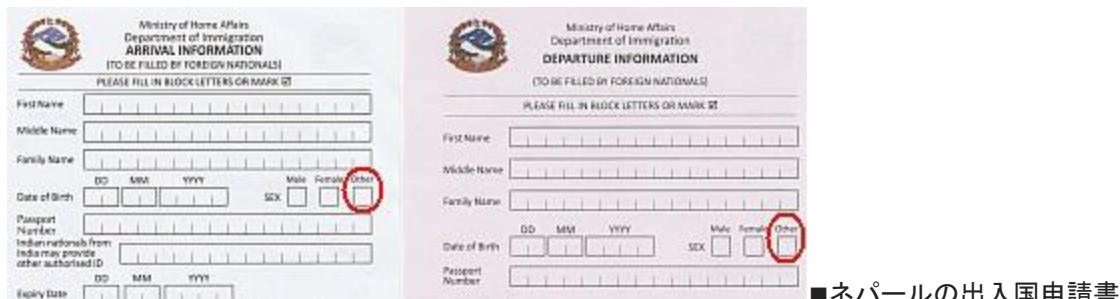 Ministry of Home Affairs
Department of Immigration
ARRIVAL INFORMATION
(TO BE FILLED BY FOREIGN NATIONALS)
PLEASE FILL IN BLOCK LETTERS OR MARK ☑
First Name
Middle Name
Family Name
DD MM YYYY Male Female Other
Date of Birth SEX
Passport
Number
Indian nationals from
India may provide
other authorised ID
DD MM YYYY
Expiry Date
Ministry of Home Affairs
Department of Immigration
DEPARTURE INFORMATION
(TO BE FILLED BY FOREIGN NATIONALS)
PLEASE FILL IN BLOCK LETTERS OR MARK ☑
First Name
Middle Name
Family Name
DD MM YYYY Male Female Other
Date of Birth SEX
Passport
Number
■ネパールの出入国申請書